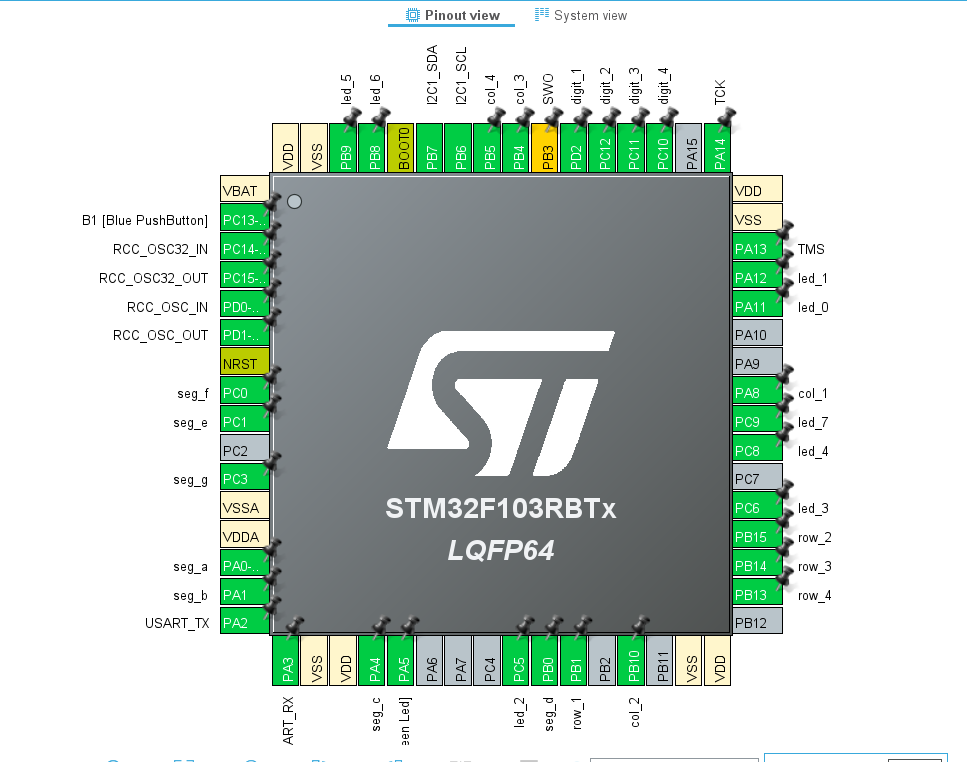 Pinout view System view
led_5 led_6 I2C1_SDA I2C1_SCL col_4 col_3 SWO digit_1 digit_2 digit_3 digit_4 TCK
VDD VSS PB9 PB8 BOOT0 PB7 PB6 PB5 PB4 PB3 PD2 PC12 PC11 PC10 PA15 PA14
VBAT VDD
B1 [Blue PushButton] PC13-.. VSS
RCC_OSC32_IN PC14-.. PA13 TMS
RCC_OSC32_OUT PC15-.. PA12 led_1
RCC_OSC_IN PD0-.. PA11 led_0
RCC_OSC_OUT PD1-.. PA10
NRST PA9
seg_f PC0 PA8 col_1
seg_e PC1 PC9 led_7
PC2 PC8 led_4
seg_g PC3 PC7
VSSA PC6 led_3
VDDA PB15 row_2
seg_a PA0-.. PB14 row_3
seg_b PA1 PB13 row_4
USART_TX PA2 PB12
ST
STM32F103RBTx
LQFP64
PA3 VSS VDD PA4 PA5 PA6 PA7 PC4 PC5 PB0 PB1 PB2 PB10 PB11 VSS VDD
ART_RX seg_c een Led] led_2 seg_d row_1 col_2